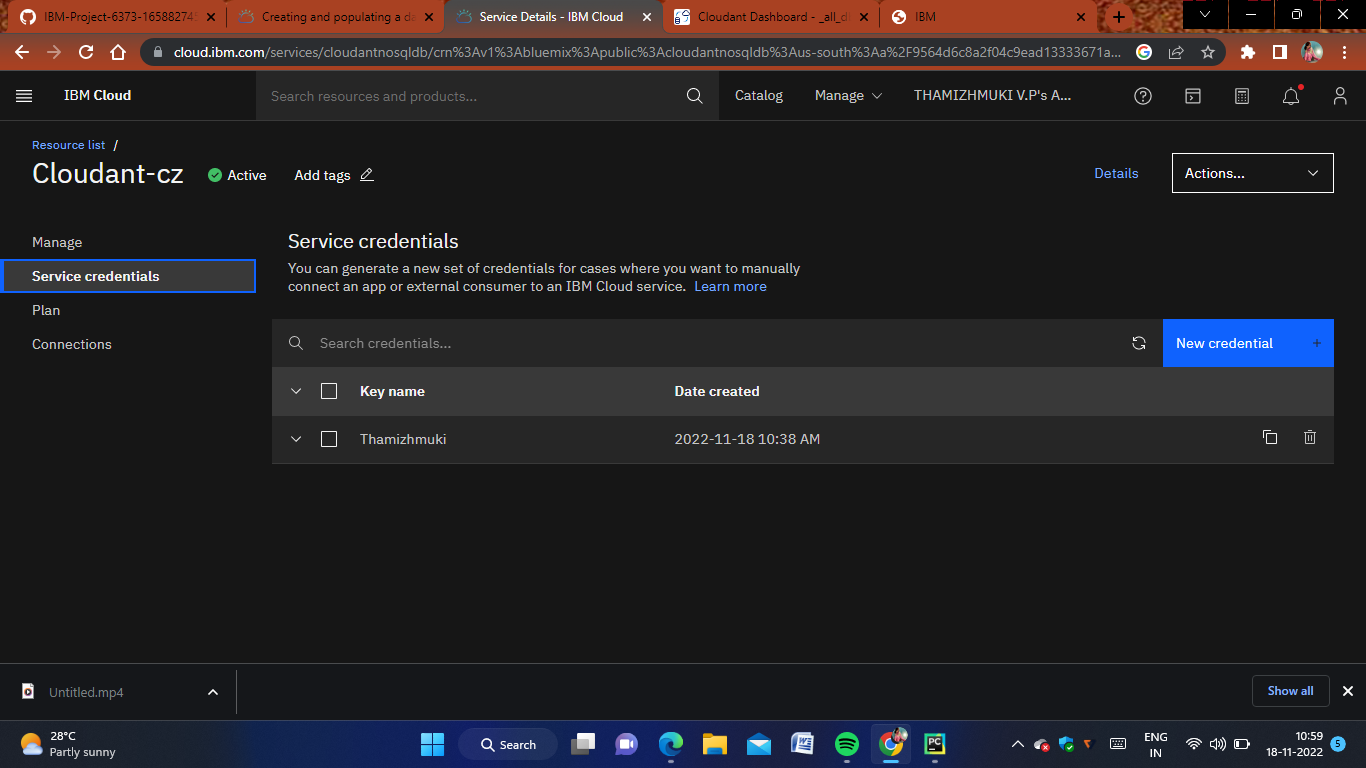 IBM-Project-6373-16588274
Creating and populating a da
Service Details - IBM Cloud
Cloudant Dashboard - _all_d
IBM
cloud.ibm.com/services/cloudantnosqldb/crn%3Av1%3Abluemix%3Apublic%3Acloudantnosqldb%3Aus-south%3Aa%2F9564d6c8a2f04c9ead13333671a...
IBM Cloud
Search resources and products...
Catalog
Manage
THAMIZHMUKI V.P's A...
Resource list /
Cloudant-cz
Active
Add tags
Details
Actions...
Manage
Service credentials
Plan
Connections
Service credentials
You can generate a new set of credentials for cases where you want to manually
connect an app or external consumer to an IBM Cloud service. Learn more
Search credentials...
New credential +
Key name
Date created
Thamizhmuki
2022-11-18 10:38 AM
Untitled.mp4
Show all
28°C
Partly sunny
Search
ENG
IN
10:59
18-11-2022
5